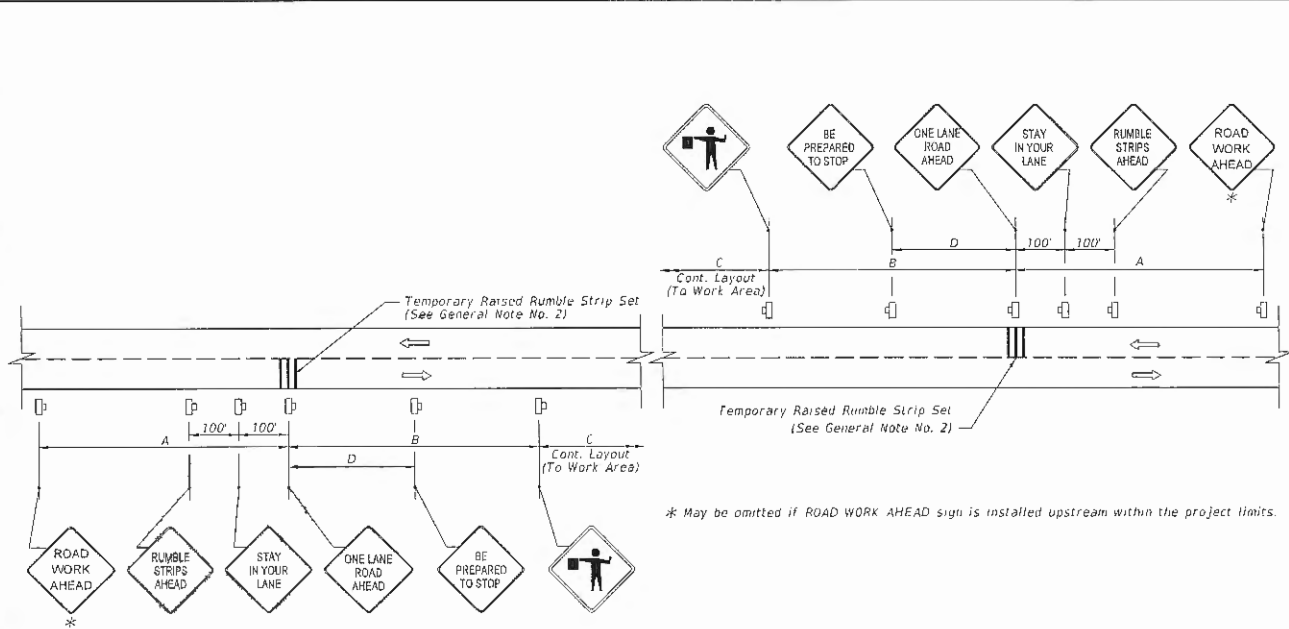 BE
PREPARED
TO STOP
ONE LANE
ROAD
AHEAD
STAY
IN YOUR
LANE
RUMBLE
STRIPS
AHEAD
ROAD
WORK
AHEAD
*
D
100'
100'
C
B
A
Cont. Layout
(To Work Area)
Temporary Raised Rumble Strip Set
(See General Note No. 2)
Temporary Raised Rumble Strip Set
(See General Note No. 2)
A
100'
100'
B
C
D
Cont. Layout
(To Work Area)
* May be omitted if ROAD WORK AHEAD sign is installed upstream within the project limits.
ROAD
WORK
AHEAD
*
RUMBLE
STRIPS
AHEAD
STAY
IN YOUR
LANE
ONE LANE
ROAD
AHEAD
BE
PREPARED
TO STOP